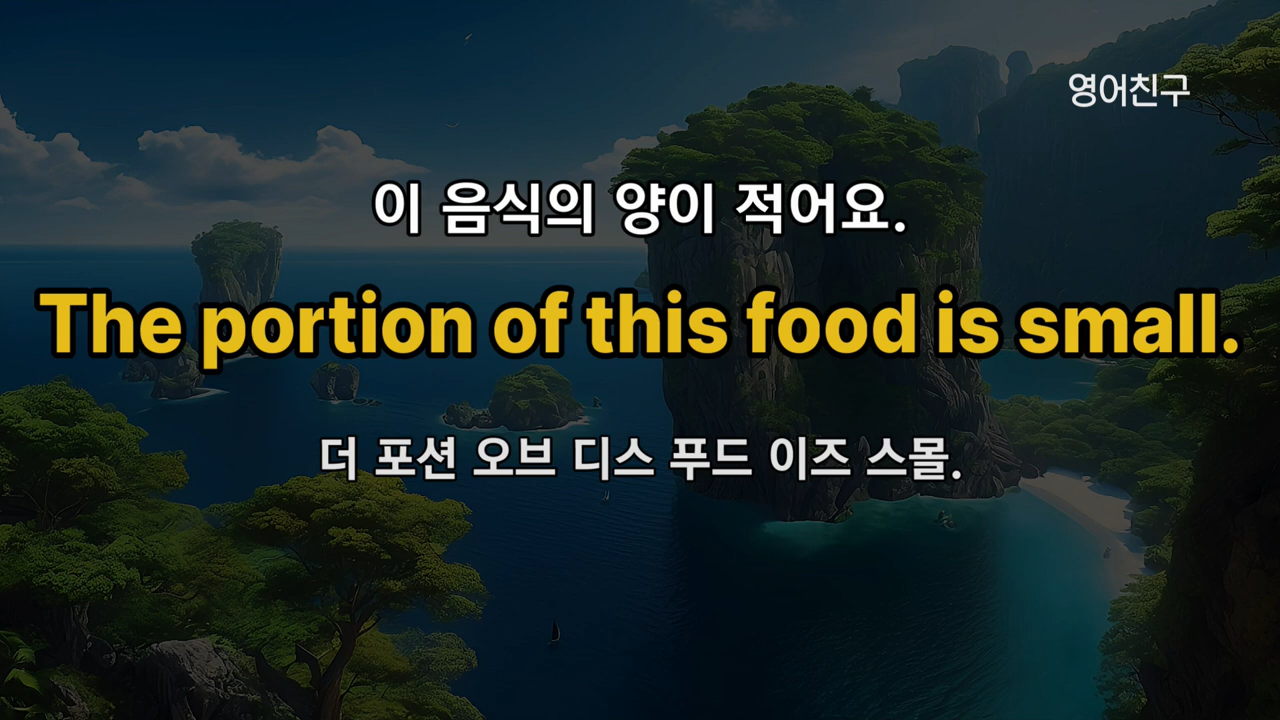 영어친구
이 음식의 양이 적어요.
The portion of this food is small.
더 포션 오브 디스 푸드 이즈 스몰.